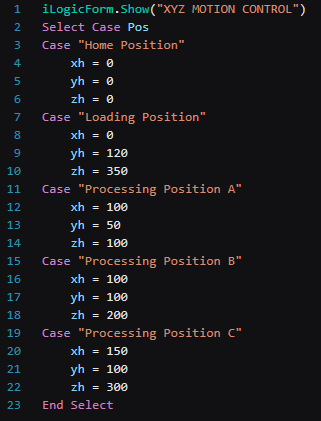 1 iLogicForm.Show("XYZ MOTION CONTROL")
2 Select Case Pos
3 Case "Home Position"
4 xh = 0
5 yh = 0
6 zh = 0
7 Case "Loading Position"
8 xh = 0
9 yh = 120
10 zh = 350
11 Case "Processing Position A"
12 xh = 100
13 yh = 50
14 zh = 100
15 Case "Processing Position B"
16 xh = 100
17 yh = 100
18 zh = 200
19 Case "Processing Position C"
20 xh = 150
21 yh = 100
22 zh = 300
23 End Select